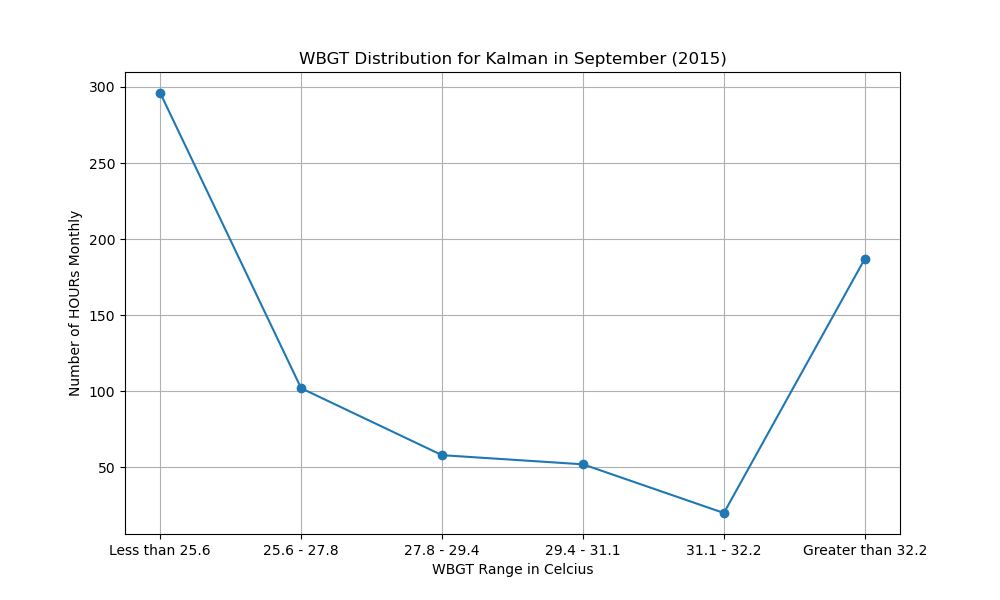 WBGT Distribution for Kalman in September (2015)
300
250
200
150
100
50
Number of HOURs Monthly
Less than 25.6
25.6 - 27.8
27.8 - 29.4
29.4 - 31.1
31.1 - 32.2
Greater than 32.2
WBGT Range in Celcius